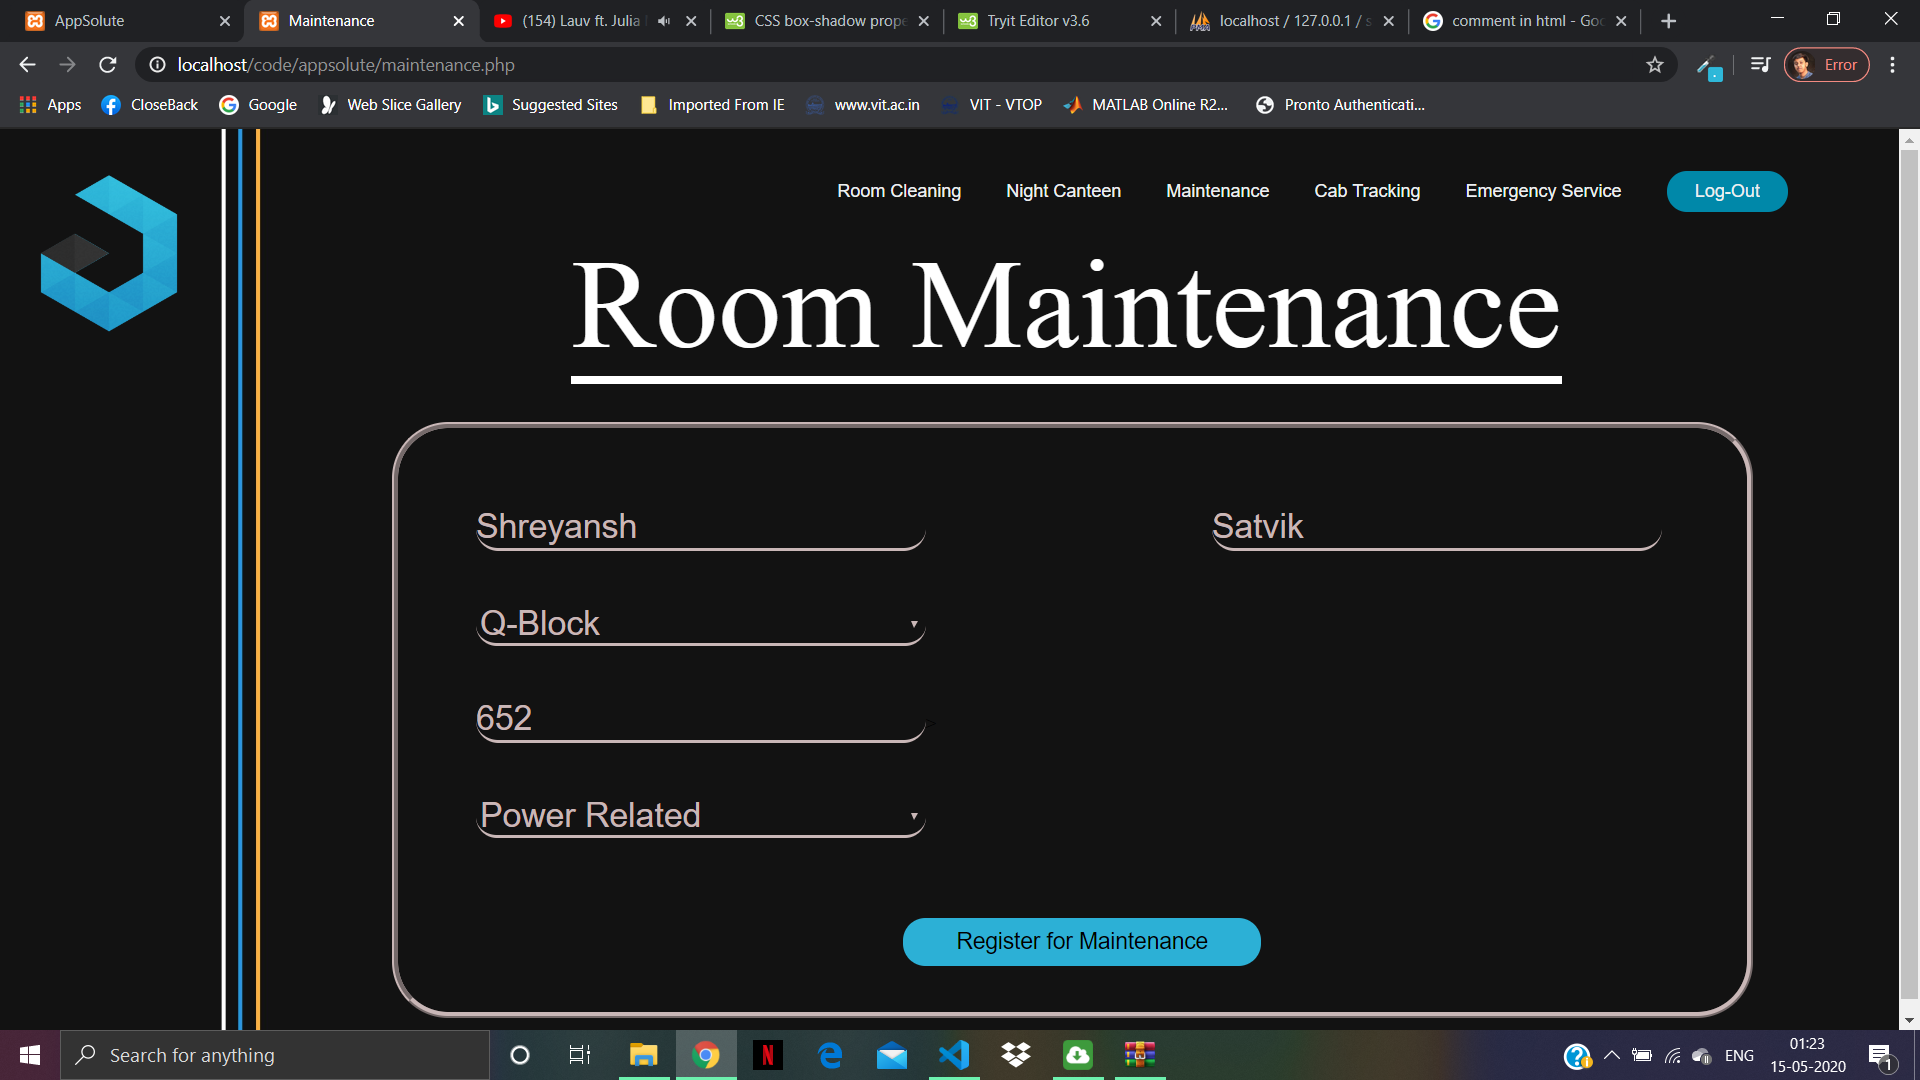 AppSolute
Maintenance
(154) Lauv ft. Julia
CSS box-shadow prope
Tryit Editor v3.6
localhost / 127.0.0.1 / s
comment in html - Goo
localhost/code/appsolute/maintenance.php
Error
Apps
CloseBack
Google
Web Slice Gallery
Suggested Sites
Imported From IE
www.vit.ac.in
VIT - VTOP
MATLAB Online R2...
Pronto Authenticati...
Room Cleaning
Night Canteen
Maintenance
Cab Tracking
Emergency Service
Log-Out
Room Maintenance
Shreyansh
Satvik
Q-Block
652
Power Related
Register for Maintenance
Search for anything
ENG
01:23
15-05-2020
1